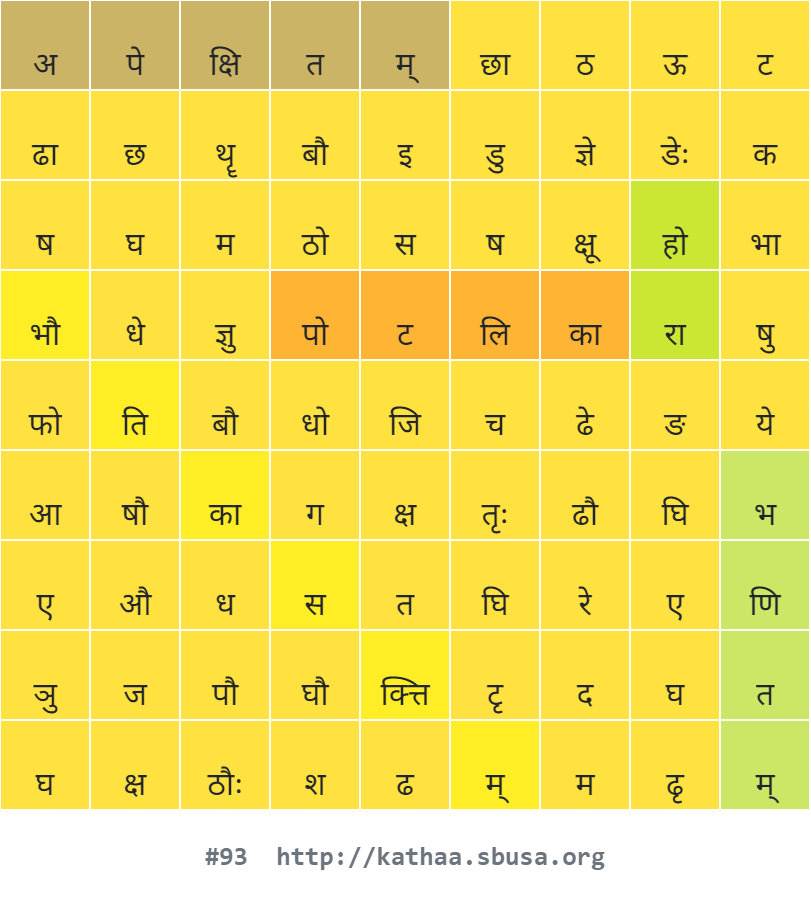 अ पे क्षि त म् छा ठ ऊ ट
ढा छ थॄ बौ इ डु ज्ञे डेः क
ष घ म ठो स ष क्षू हो भा
भौ धे ज्ञु पो ट लि का रा षु
फो ति बौ धो जि च ढे ङ ये
आ षौ का ग क्ष तृः ढौ घि भ
ए औ ध स त घि रे ए णि
ञु ज पौ घौ क्त्ति टृ द घ त
घ क्ष ठौः श ढ म् म ढृ म्
#93 http://kathaa.sbusa.org